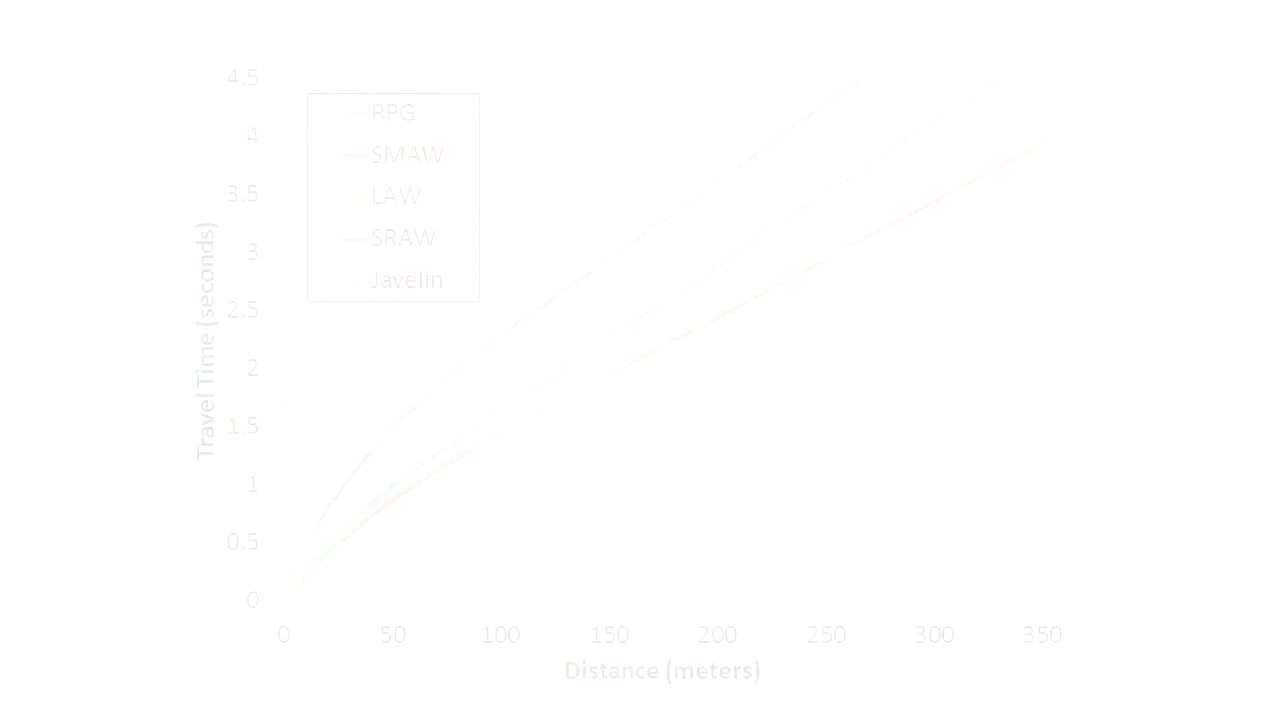 4.5
4
3.5
3
2.5
2
1.5
1
0.5
0
Travel Time (seconds)
RPG
SMAW
LAW
SRAW
Javelin
0 50 100 150 200 250 300 350
Distance (meters)